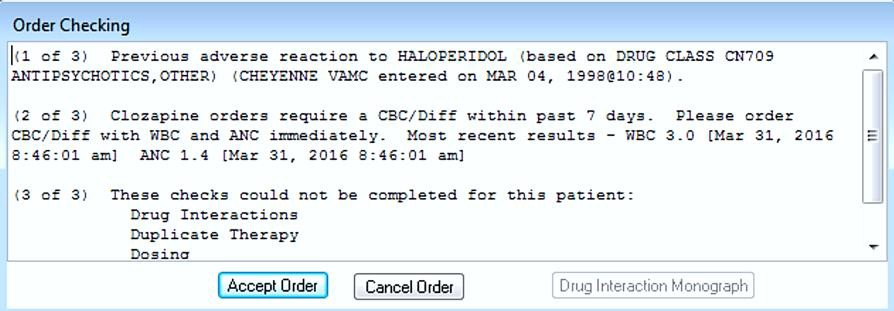 Order Checking
(1 of 3)  Previous adverse reaction to HALOPERIDOL (based on DRUG CLASS CN709
ANTIPSYCHOTICS,OTHER) (CHEYENNE VAMC entered on MAR 04, 1998@10:48).
(2 of 3)  Clozapine orders require a CBC/Diff within past 7 days.  Please order
CBC/Diff with WBC and ANC immediately.  Most recent results - WBC 3.0 [Mar 31, 2016
8:46:01 am]  ANC 1.4 [Mar 31, 2016 8:46:01 am]
(3 of 3)  These checks could not be completed for this patient:
Drug Interactions
Duplicate Therapy
Dosing
Accept Order Cancel Order Drug Interaction Monograph